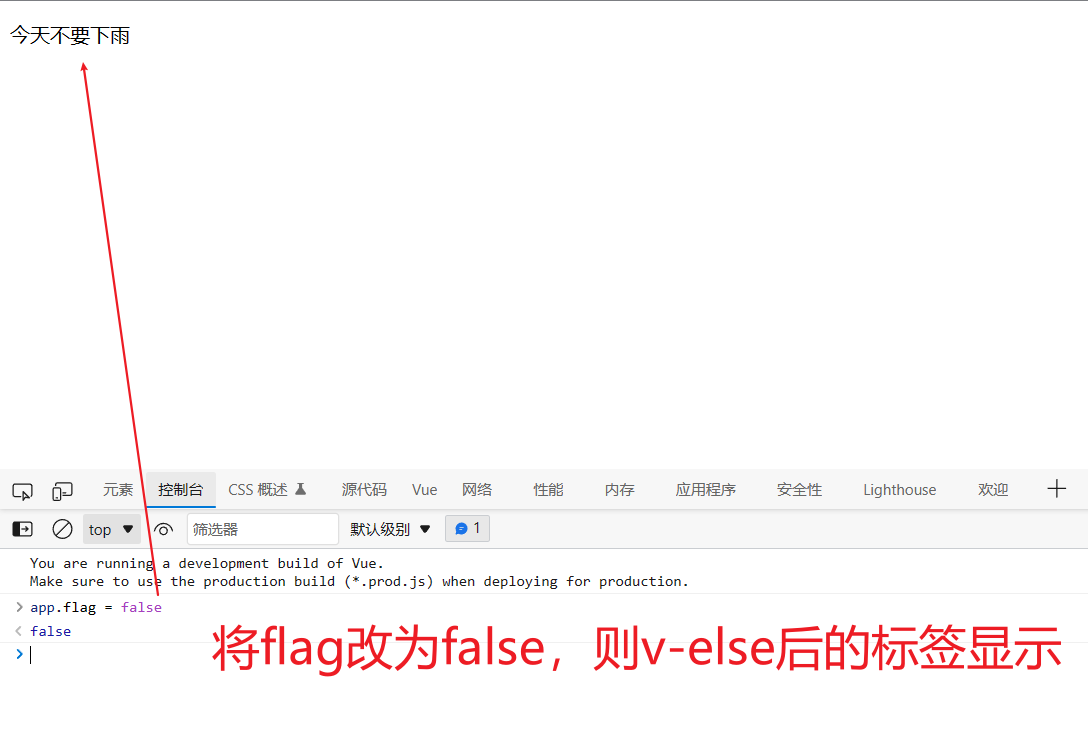 今天不要下雨
元素 控制台 CSS 概述 源代码 Vue 网络 性能 内存 应用程序 安全性 Lighthouse 欢迎
top 筛选器 默认级别 1
You are running a development build of Vue.
Make sure to use the production build (*.prod.js) when deploying for production.
app.flag = false
false
将flag改为false，则v-else后的标签显示